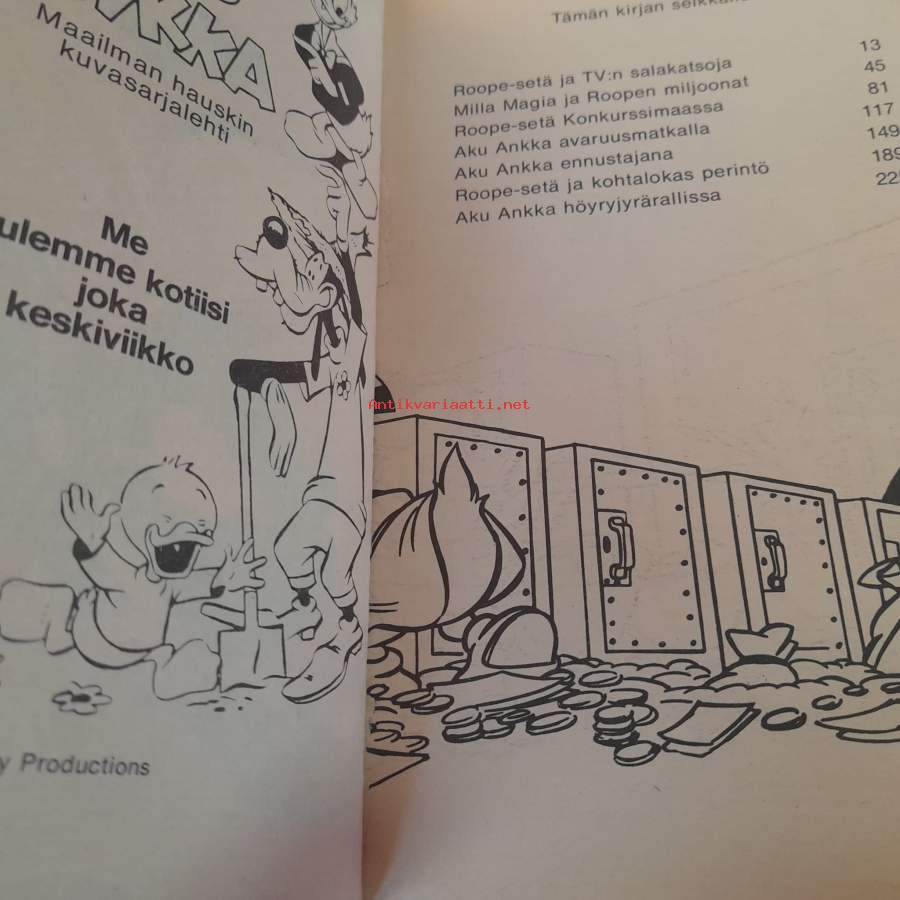 Maailman hauskin
kuvasarjalehti
Me
ulemme kotiisi
joka
keskiviikko
y Productions
Tämän kirjan
Roope-setä ja TV:n salakatsoja 13
Milla Magia ja Roopen miljoonat 45
Roope-setä Konkurssimaassa 81
Aku Ankka avaruusmatkalla 117
Aku Ankka ennustajana 149
Roope-setä ja kohtalokas perintö 189
Aku Ankka höyryjyrärallissa
Antikvariaatti.net